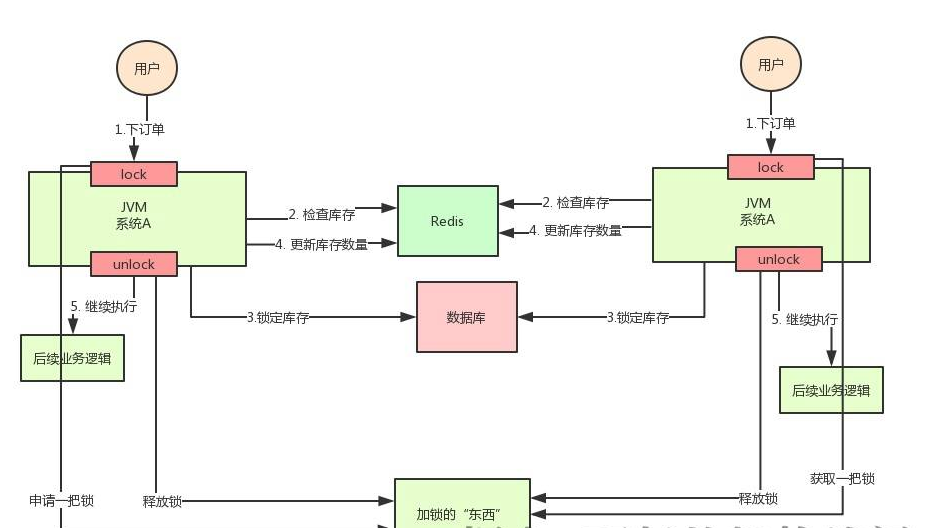 用户
用户
1.下订单
1.下订单
lock
lock
JVM
系统A
JVM
系统A
2. 检查库存
2. 检查库存
Redis
4. 更新库存数量
4. 更新库存数量
unlock
unlock
5. 继续执行
3.锁定库存
数据库
3.锁定库存
5. 继续执行
后续业务逻辑
后续业务逻辑
获取一把锁
申请一把锁
释放锁
释放锁
加锁的“东西”